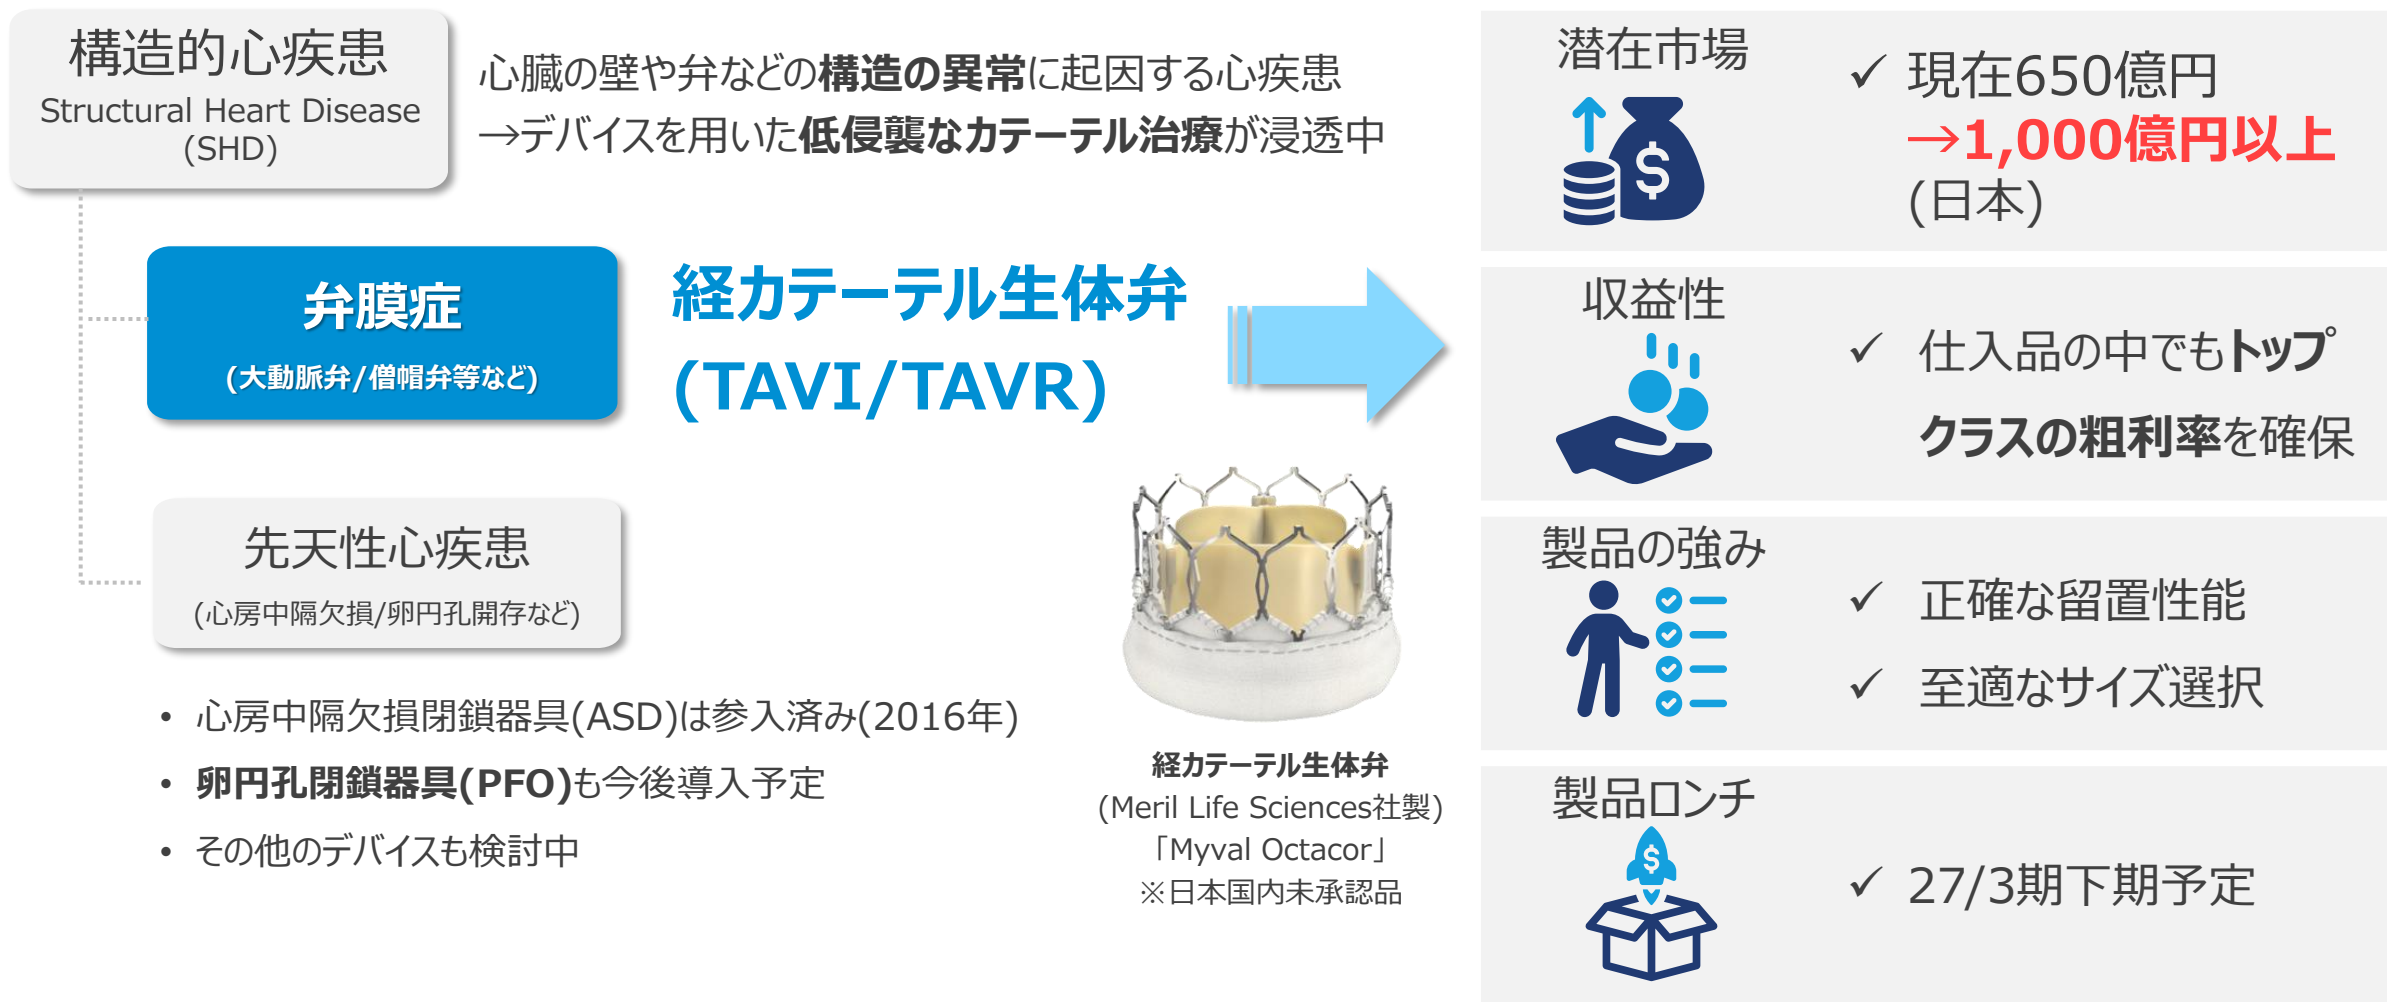 構造的心疾患
Structural Heart Disease
(SHD)
心臓の壁や弁などの構造の異常に起因する心疾患
→デバイスを用いた低侵襲なカテーテル治療が浸透中
弁膜症
(大動脈弁/僧帽弁等など)
経カテーテル生体弁
(TAVI/TAVR)
先天性心疾患
(心房中隔欠損/卵円孔開存など)
• 心房中隔欠損閉鎖器具(ASD)は参入済み(2016年)
• 卵円孔閉鎖器具(PFO)も今後導入予定
• その他のデバイスも検討中
経カテーテル生体弁
(Meril Life Sciences社製)
「Myval Octacor」
※日本国内未承認品
潜在市場
$
✓ 現在650億円
→1,000億円以上
(日本)
収益性
✓ 仕入品の中でもトップ
クラスの粗利率を確保
製品の強み
✓ 正確な留置性能
✓ 至適なサイズ選択
製品ロンチ
$
✓ 27/3期下期予定